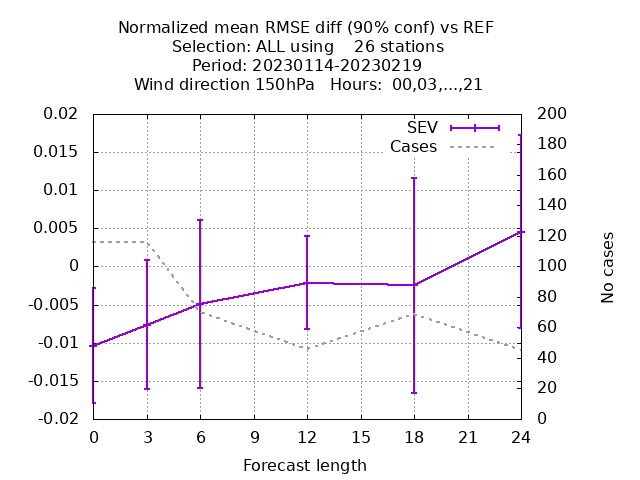 Normalized mean RMSE diff (90% conf) vs REF
Selection: ALL using    26 stations
Period: 20230114-20230219
Wind direction 150hPa   Hours:  00,03,...,21
SEV
Cases
0.02
0.015
0.01
0.005
0
-0.005
-0.01
-0.015
-0.02
200
180
160
140
120
100
80
60
40
20
0
No cases
0 3 6 9 12 15 18 21 24
Forecast length